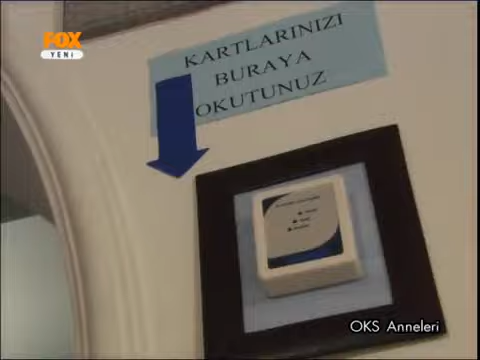 FOX
YENİ
KARTLARINIZI
BURAYA
OKUTUNUZ
OKS Anneleri